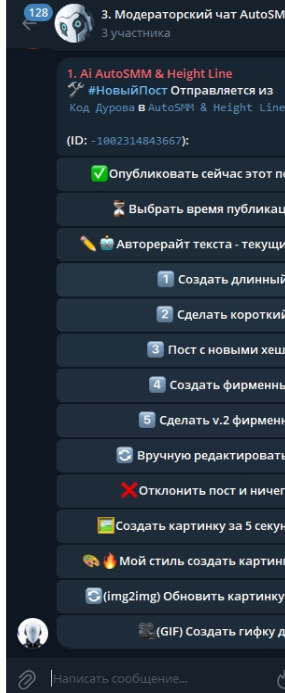 128
3. Модераторский чат AutoSM
3 участника
1. Ai AutoSMM & Height Line
🛠 #НовыйПост Отправляется из
Код Дурова в AutoSMM & Height Line
(ID: -1002314843667):
✅Опубликовать сейчас этот по
⏳ Выбрать время публикац
✏️ 🤖 Авторерайт текста - текущи
1️⃣ Создать длинный
2️⃣ Сделать короткий
3️⃣ Пост с новыми хеш
4️⃣ Создать фирменны
5️⃣ Сделать v.2 фирменн
🔄 Вручную редактировать
❌Отклонить пост и ничег
🖼Создать картинку за 5 секун
🎨🔥 Мой стиль создать картин
🔄(img2img) Обновить картинку
🎥(GIF) Создать гифку д
Написать сообщение...